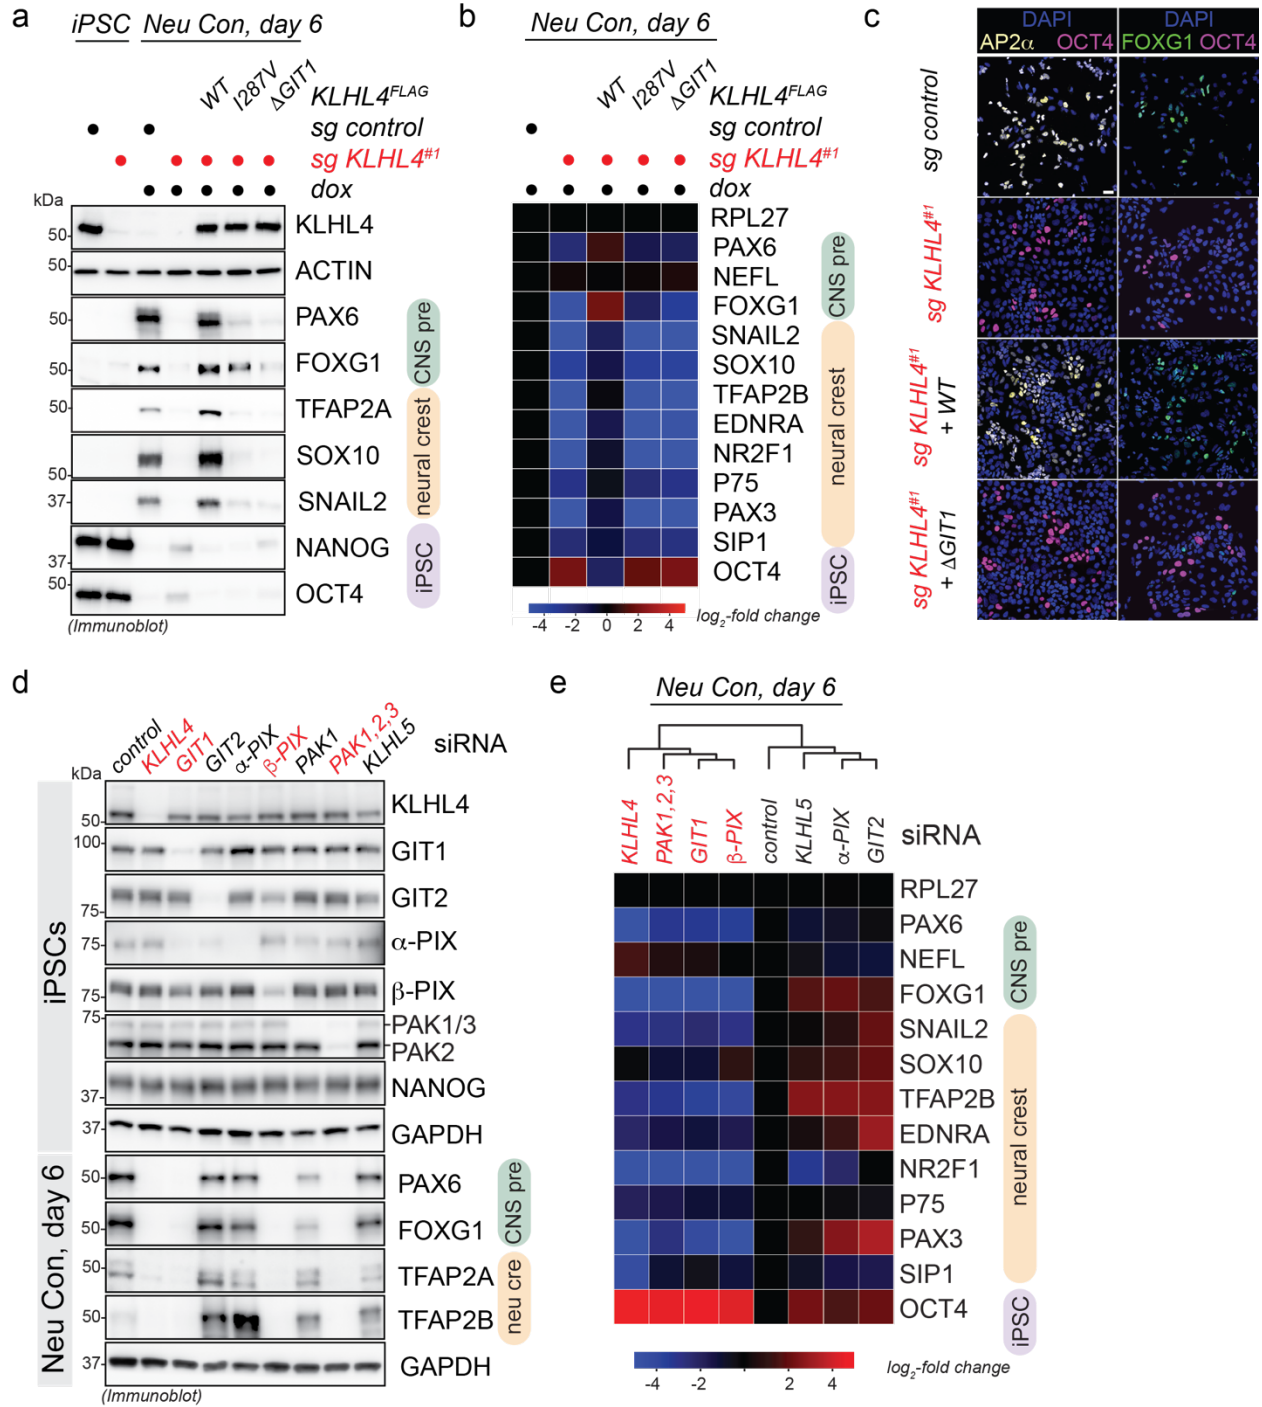 a
iPSC Neu Con, day 6
WT I287V ΔGIT1 KLHL4FLAG
sg control
sg KLHL4#1
dox
kDa
50- KLHL4
50- ACTIN
50- PAX6
50- FOXG1
50- TFAP2A
50- SOX10
37- SNAIL2
37- NANOG
50- OCT4
CNS pre
neural crest
iPSC
(Immunoblot)
b
Neu Con, day 6
WT I287V ΔGIT1 KLHL4FLAG
sg control
sg KLHL4#1
dox
RPL27
PAX6
NEFL
FOXG1
SNAIL2
SOX10
TFAP2B
EDNRA
NR2F1
P75
PAX3
SIP1
OCT4
CNS pre
neural crest
iPSC
-4 -2 0 2 4 log2-fold change
c
DAPI DAPI
AP2α OCT4 FOXG1 OCT4
sg control
sg KLHL4#1
sg KLHL4#1
+ WT
sg KLHL4#1
+ ΔGIT1
d
control KLHL4 GIT1 GIT2 α-PIX β-PIX PAK1 PAK1,2,3 KLHL5 siRNA
kDa
50- KLHL4
100- GIT1
75- GIT2
75- α-PIX
75- β-PIX
75- PAK1/3
PAK2
37- NANOG
37- GAPDH
iPSCs
50- PAX6
50- FOXG1
50- TFAP2A
50- TFAP2B
37- GAPDH
Neu Con, day 6
CNS pre
neu cre
(Immunoblot)
e
Neu Con, day 6
KLHL4 PAK1,2,3 GIT1 β-PIX control KLHL5 α-PIX GIT2 siRNA
RPL27
PAX6
NEFL
FOXG1
SNAIL2
SOX10
TFAP2B
EDNRA
NR2F1
P75
PAX3
SIP1
OCT4
CNS pre
neural crest
iPSC
-4 -2 2 4 log2-fold change